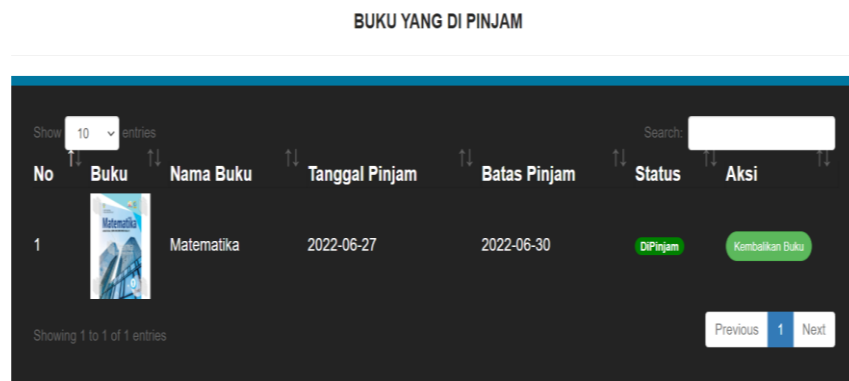 BUKU YANG DI PINJAM
Show 10 entries Search:
No Buku Nama Buku Tanggal Pinjam Batas Pinjam Status Aksi
Matematika
1 Matematika 2022-06-27 2022-06-30 DiPinjam Kembalikan Buku
Showing 1 to 1 of 1 entries Previous 1 Next